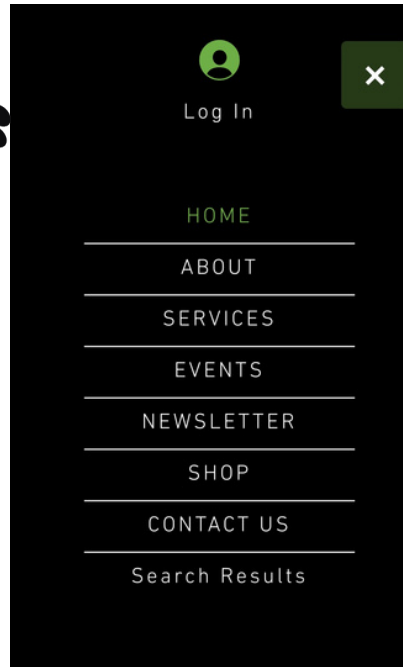 Log In
HOME
ABOUT
SERVICES
EVENTS
NEWSLETTER
SHOP
CONTACT US
Search Results